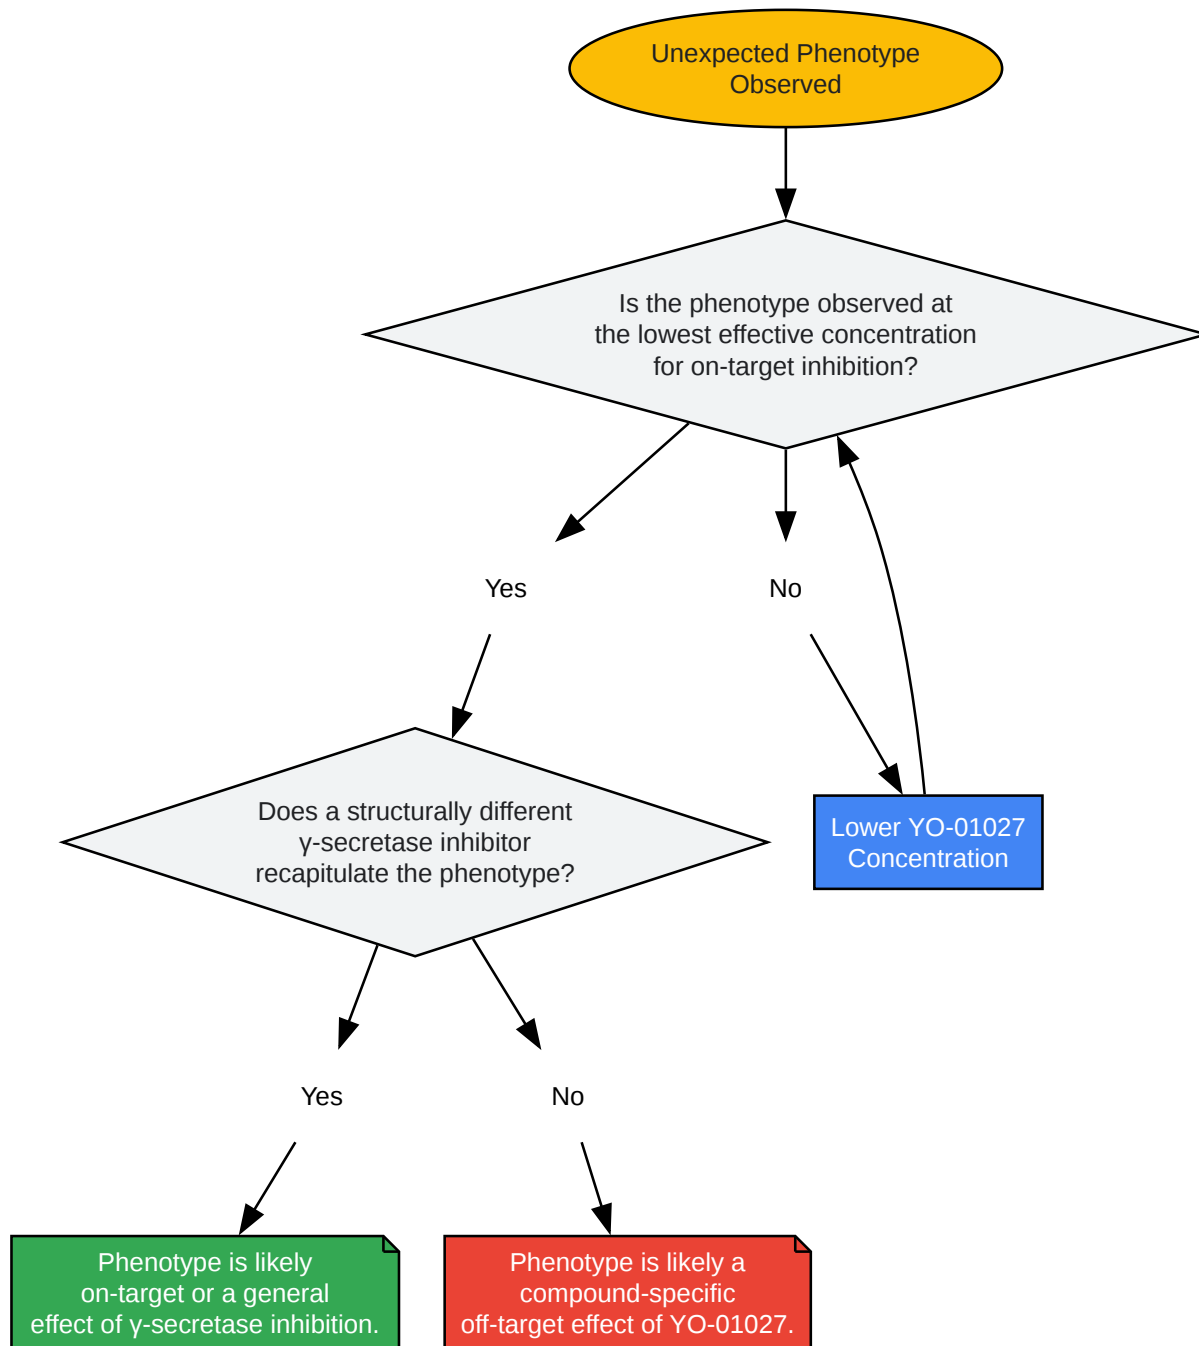 Unexpected Phenotype
Observed
Is the phenotype observed at
the lowest effective concentration
for on-target inhibition?
Yes
No
Does a structurally different
γ-secretase inhibitor
recapitulate the phenotype?
Lower YO-01027
Concentration
Yes
No
Phenotype is likely
on-target or a general
effect of γ-secretase inhibition.
Phenotype is likely a
compound-specific
off-target effect of YO-01027.